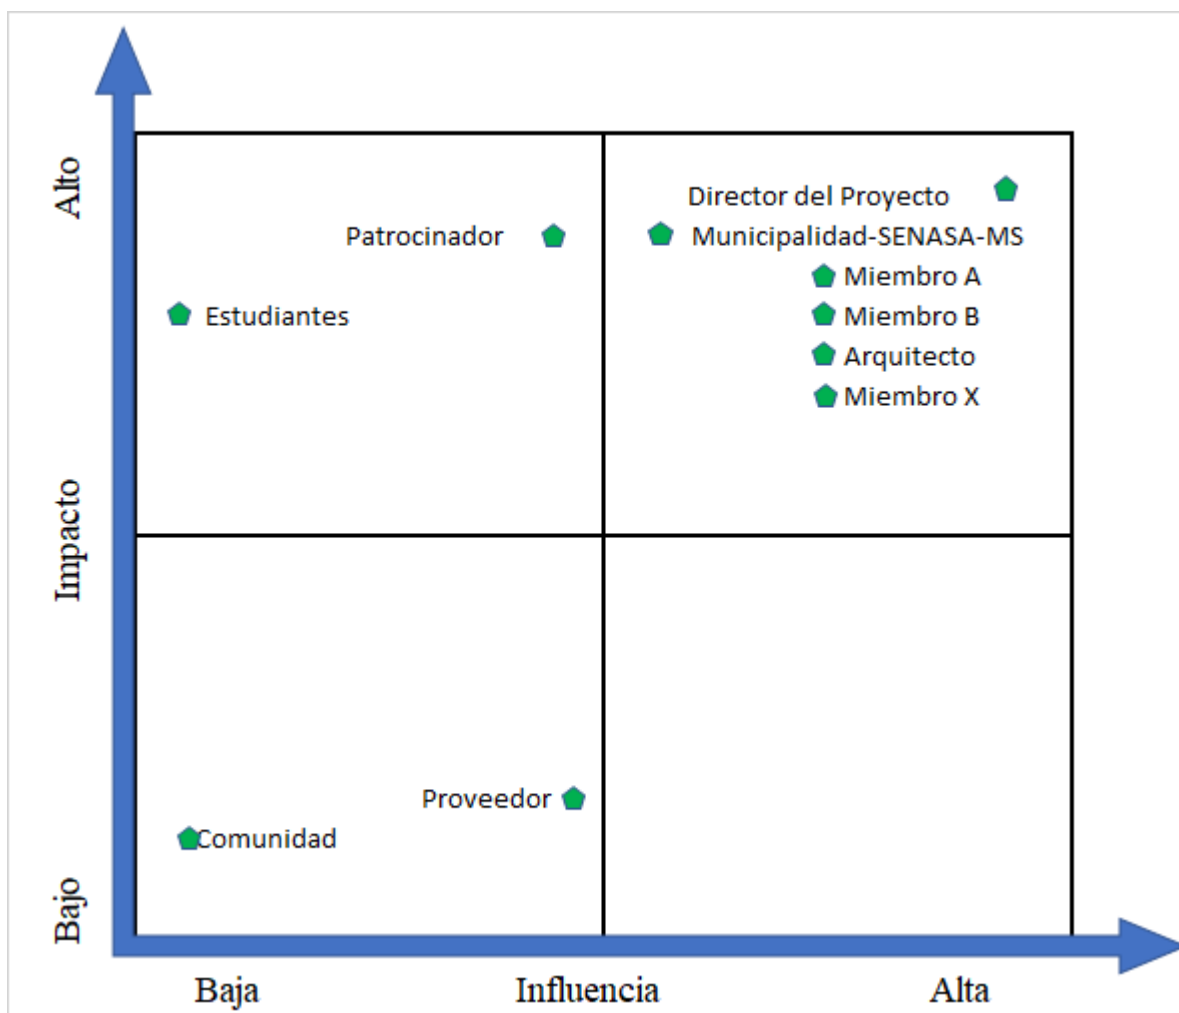 Alto
Director del Proyecto
Patrocinador
Municipalidad-SENASA-MS
Miembro A
Estudiantes
Miembro B
Arquitecto
Miembro X
Impacto
Proveedor
Comunidad
Bajo
Baja
Influencia
Alta